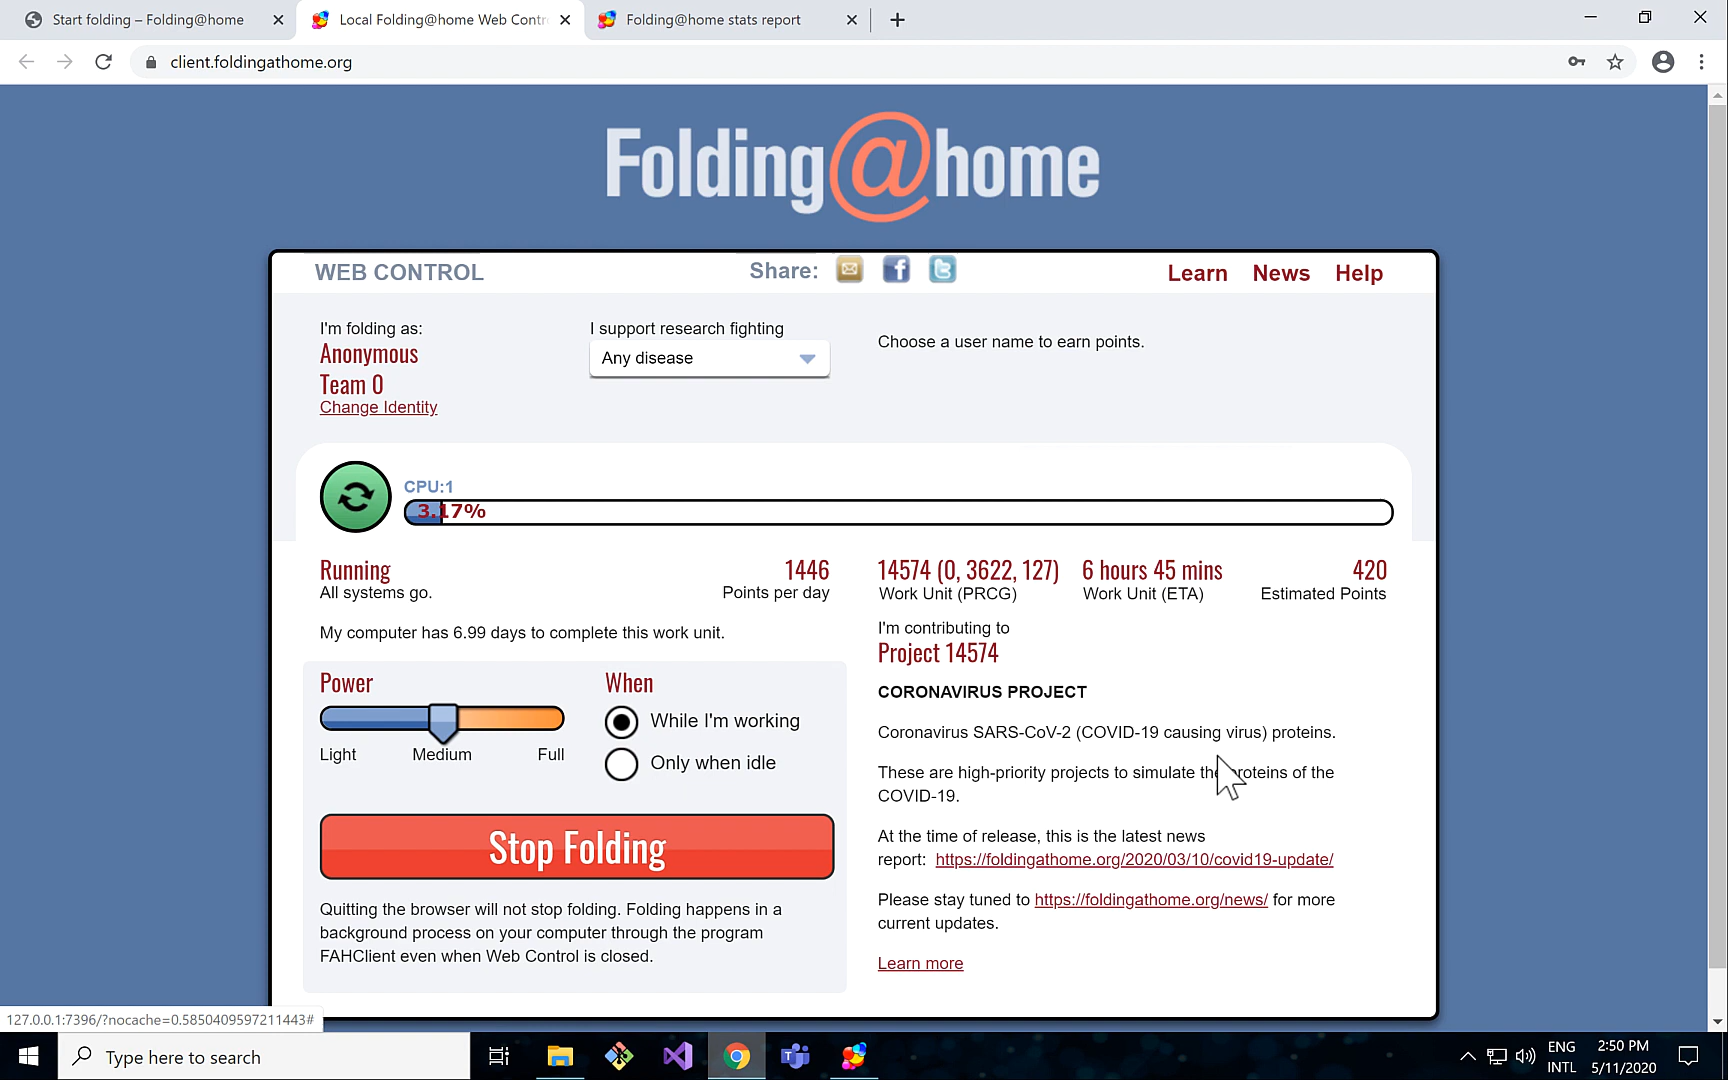 Start folding – Folding@home
Local Folding@home Web Contr
Folding@home stats report
client.foldingathome.org
Folding@home
WEB CONTROL
Share:
Learn
News
Help
I'm folding as:
Anonymous
Team 0
Change Identity
I support research fighting
Any disease
Choose a user name to earn points.
CPU:1
3.17%
Running
All systems go.
1446
Points per day
14574 (0, 3622, 127)
Work Unit (PRCG)
6 hours 45 mins
Work Unit (ETA)
420
Estimated Points
My computer has 6.99 days to complete this work unit.
I'm contributing to
Project 14574
Power
Light
Medium
Full
When
While I'm working
Only when idle
Stop Folding
Quitting the browser will not stop folding. Folding happens in a
background process on your computer through the program
FAHClient even when Web Control is closed.
CORONAVIRUS PROJECT
Coronavirus SARS-CoV-2 (COVID-19 causing virus) proteins.
These are high-priority projects to simulate the proteins of the
COVID-19.
At the time of release, this is the latest news
report: https://foldingathome.org/2020/03/10/covid19-update/
Please stay tuned to https://foldingathome.org/news/ for more
current updates.
Learn more
127.0.0.1:7396/?nocache=0.5850409597211443#
Type here to search
ENG
INTL
2:50 PM
5/11/2020